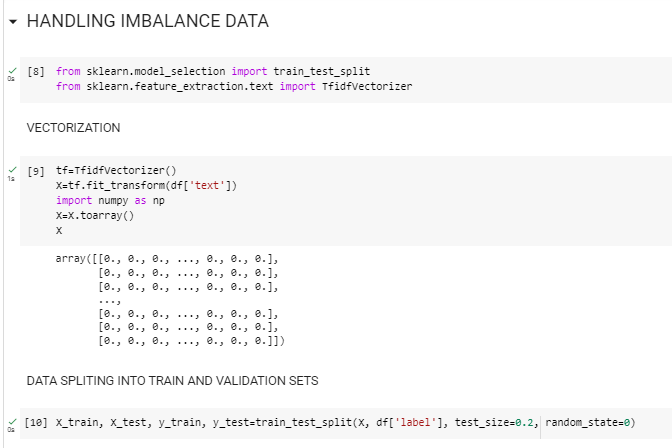 HANDLING IMBALANCE DATA
[8] from sklearn.model_selection import train_test_split
0s from sklearn.feature_extraction.text import TfidfVectorizer
VECTORIZATION
[9] tf=TfidfVectorizer()
1s X=tf.fit_transform(df['text'])
import numpy as np
X=X.toarray()
X
array([[0., 0., 0., ..., 0., 0., 0.],
[0., 0., 0., ..., 0., 0., 0.],
[0., 0., 0., ..., 0., 0., 0.],
...,
[0., 0., 0., ..., 0., 0., 0.],
[0., 0., 0., ..., 0., 0., 0.],
[0., 0., 0., ..., 0., 0., 0.]])
DATA SPLITING INTO TRAIN AND VALIDATION SETS
[10] X_train, X_test, y_train, y_test=train_test_split(X, df['label'], test_size=0.2, random_state=0)
0s